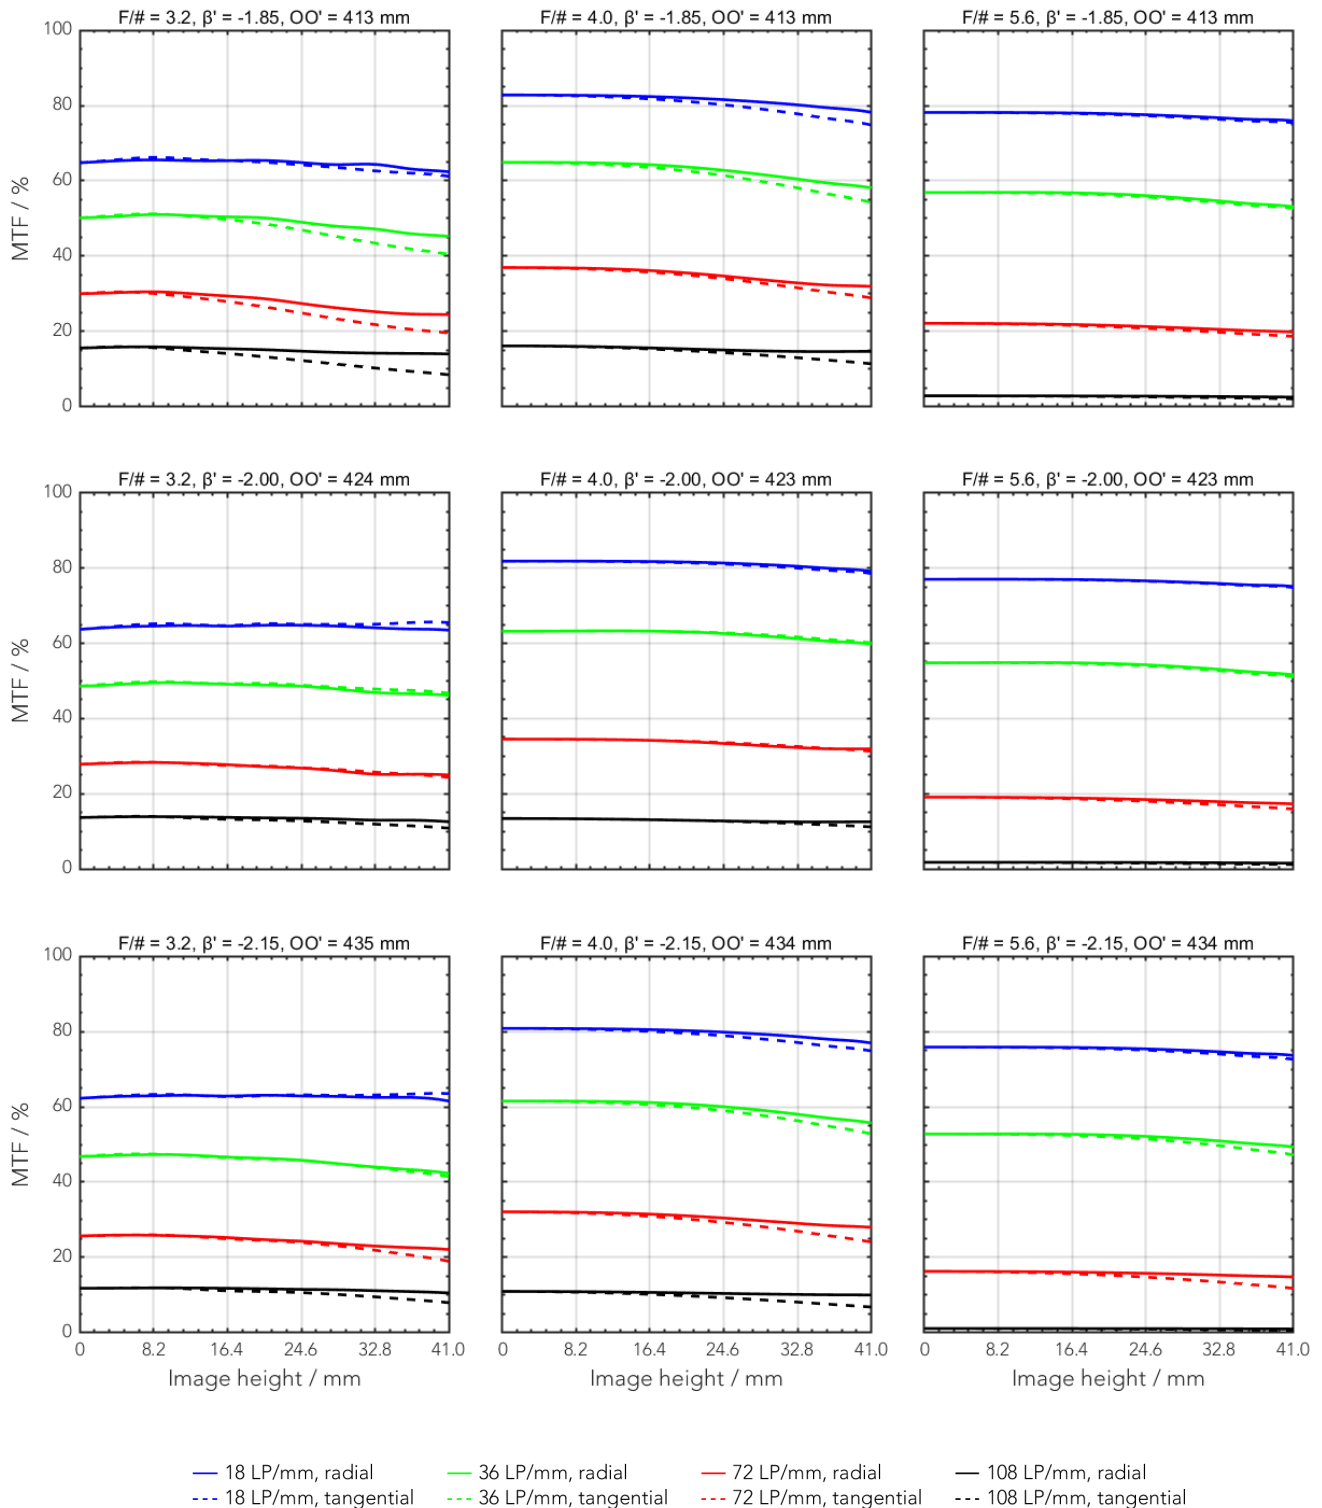 F/# = 3.2, β' = -1.85, OO' = 413 mm
F/# = 4.0, β' = -1.85, OO' = 413 mm
F/# = 5.6, β' = -1.85, OO' = 413 mm
100
80
60
40
20
0
MTF / %
F/# = 3.2, β' = -2.00, OO' = 424 mm
F/# = 4.0, β' = -2.00, OO' = 423 mm
F/# = 5.6, β' = -2.00, OO' = 423 mm
100
80
60
40
20
0
MTF / %
F/# = 3.2, β' = -2.15, OO' = 435 mm
F/# = 4.0, β' = -2.15, OO' = 434 mm
F/# = 5.6, β' = -2.15, OO' = 434 mm
100
80
60
40
20
0
MTF / %
0 8.2 16.4 24.6 32.8 41.0
0 8.2 16.4 24.6 32.8 41.0
0 8.2 16.4 24.6 32.8 41.0
Image height / mm
Image height / mm
Image height / mm
18 LP/mm, radial
36 LP/mm, radial
72 LP/mm, radial
108 LP/mm, radial
18 LP/mm, tangential
36 LP/mm, tangential
72 LP/mm, tangential
108 LP/mm, tangential